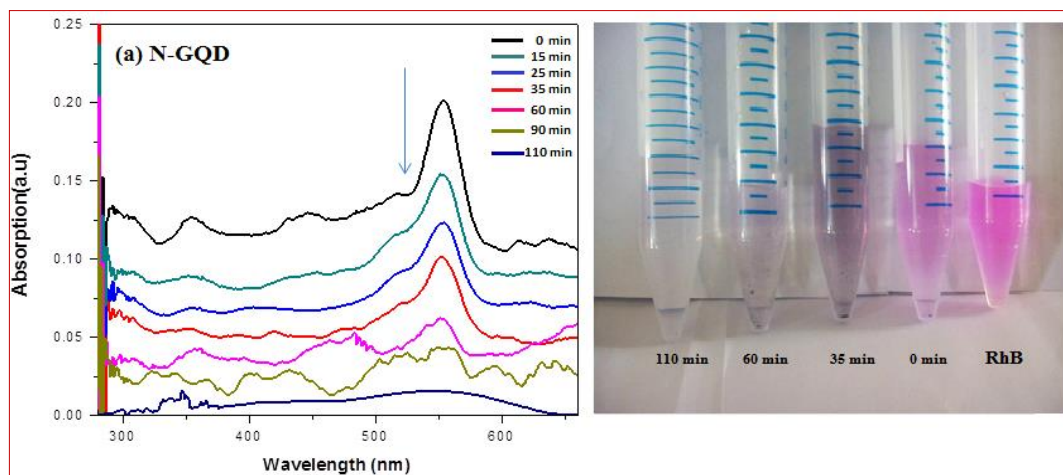 (a) N-GQD
0 min
15 min
25 min
35 min
60 min
90 min
110 min
0.25
0.20
0.15
0.10
0.05
0.00
Absorption(a.u)
300 400 500 600
Wavelength (nm)
110 min 60 min 35 min 0 min RhB